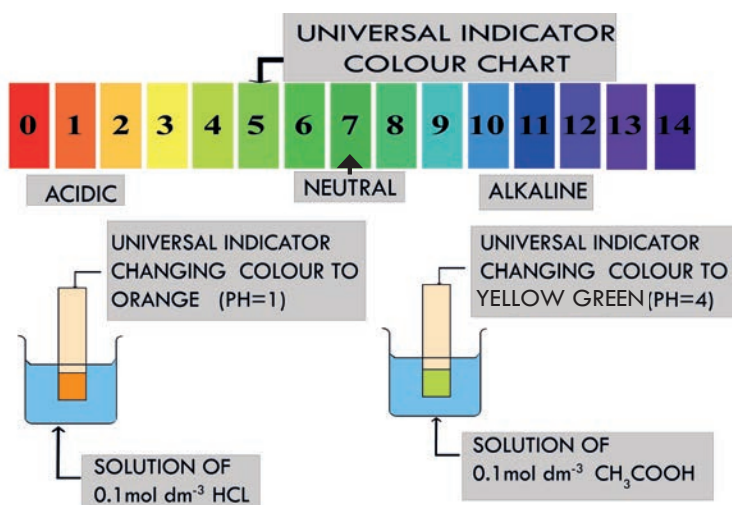 UNIVERSAL INDICATOR
COLOUR CHART
0 1 2 3 4 5 6 7 8 9 10 11 12 13 14
ACIDIC
NEUTRAL
ALKALINE
UNIVERSAL INDICATOR
CHANGING COLOUR TO
ORANGE (PH=1)
UNIVERSAL INDICATOR
CHANGING COLOUR TO
YELLOW GREEN (PH=4)
SOLUTION OF
0.1mol dm⁻³ HCL
SOLUTION OF
0.1mol dm⁻³ CH₃COOH